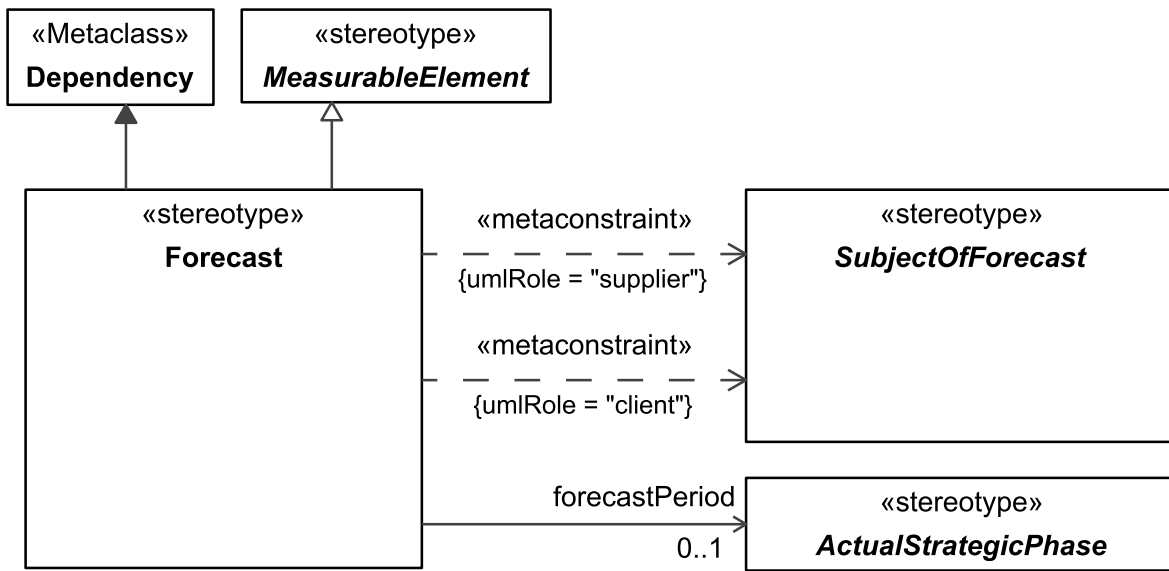 «Metaclass»
Dependency
«stereotype»
MeasurableElement
«stereotype»
Forecast
«metaconstraint»
{umlRole = "supplier"}
«metaconstraint»
{umlRole = "client"}
«stereotype»
SubjectOfForecast
forecastPeriod
0..1
«stereotype»
ActualStrategicPhase